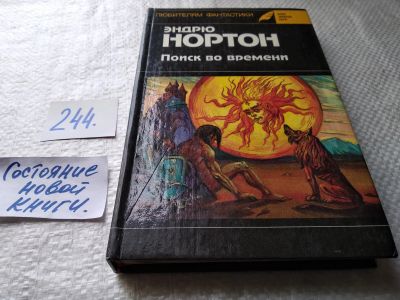 ЛЮБИТЕЛЯМ ФАНТАСТИКИ
ЭНДРЮ
НОРТОН
Поиск во времени
244.
Состояние
новой
книги.